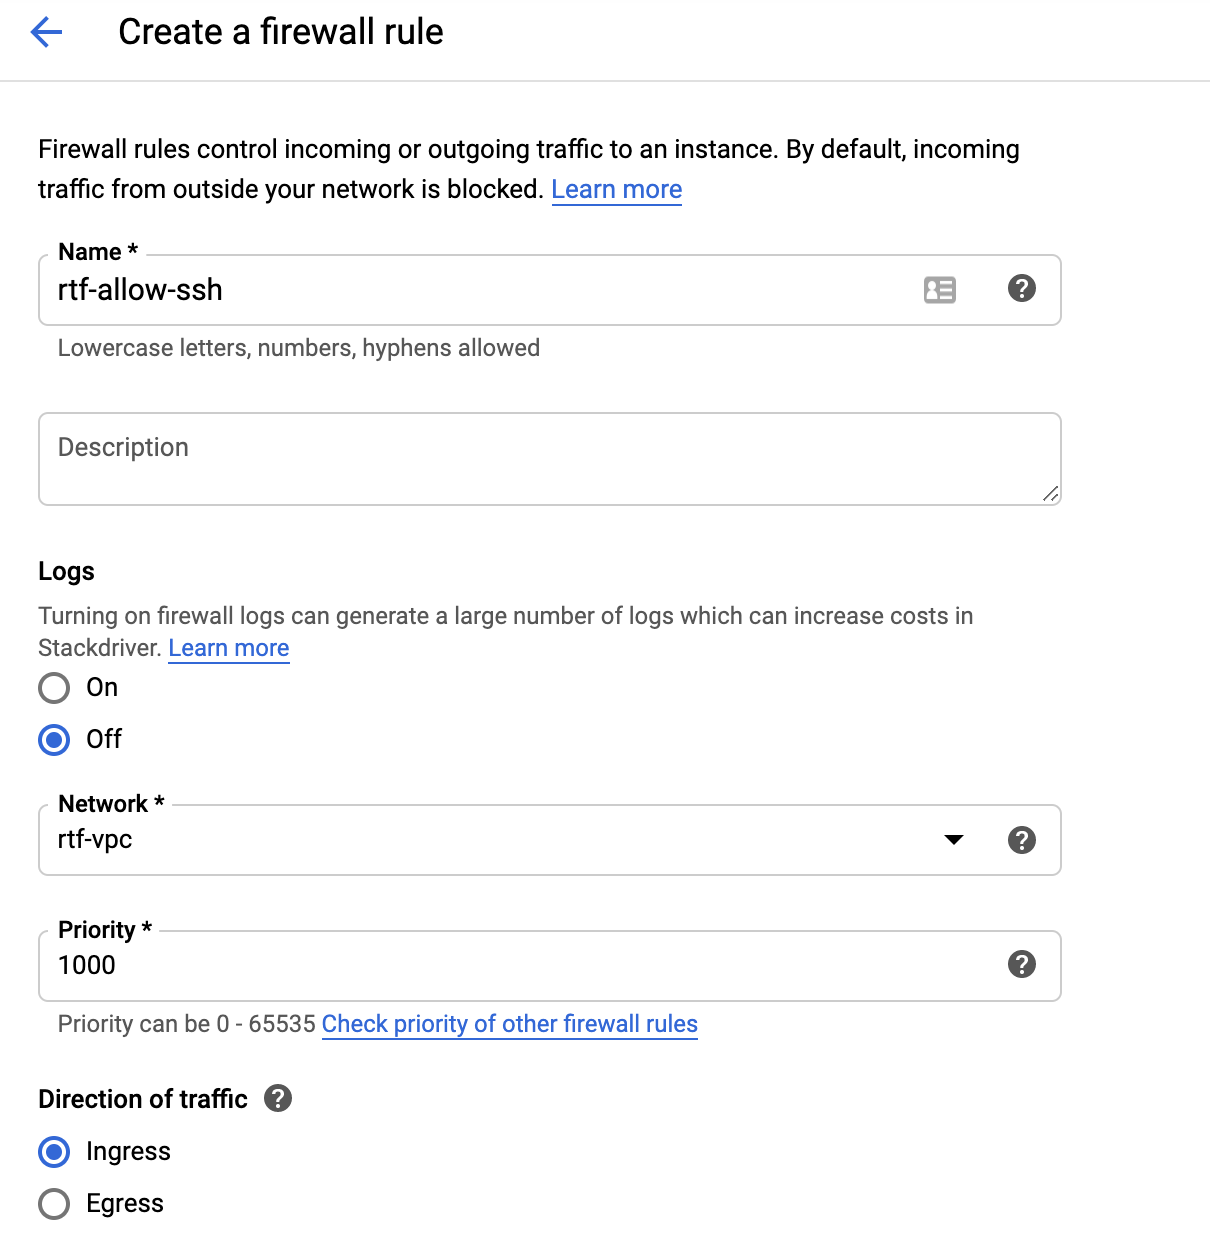 Create a firewall rule
Firewall rules control incoming or outgoing traffic to an instance. By default, incoming
traffic from outside your network is blocked. Learn more
Name *
rtf-allow-ssh
Lowercase letters, numbers, hyphens allowed
Description
Logs
Turning on firewall logs can generate a large number of logs which can increase costs in
Stackdriver. Learn more
On
Off
Network *
rtf-vpc
Priority *
1000
Priority can be 0 - 65535 Check priority of other firewall rules
Direction of traffic
Ingress
Egress